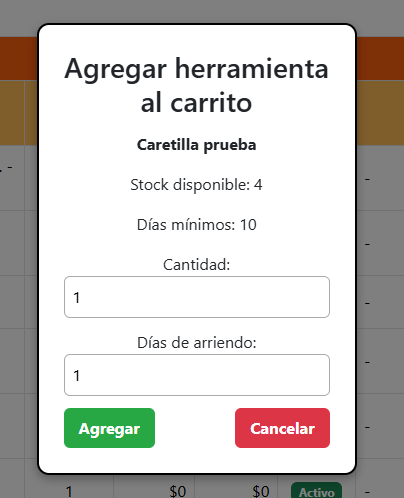 Agregar herramienta
al carrito
Caretilla prueba
Stock disponible: 4
Días mínimos: 10
Cantidad:
1
Días de arriendo:
1
Agregar Cancelar
. - -
-
-
-
-
1 $0 $0 Activo -